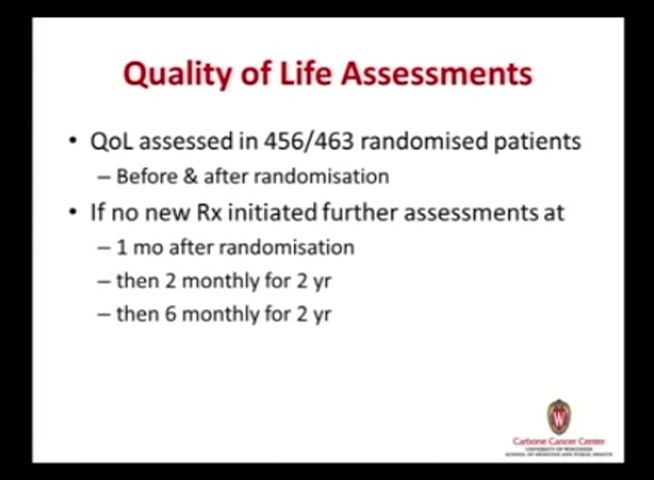 Quality of Life Assessments
• QoL assessed in 456/463 randomised patients
– Before & after randomisation
• If no new Rx initiated further assessments at
– 1 mo after randomisation
– then 2 monthly for 2 yr
– then 6 monthly for 2 yr
W
Carbone Cancer Center
UNIVERSITY OF WISCONSIN
SCHOOL OF MEDICINE AND PUBLIC HEALTH